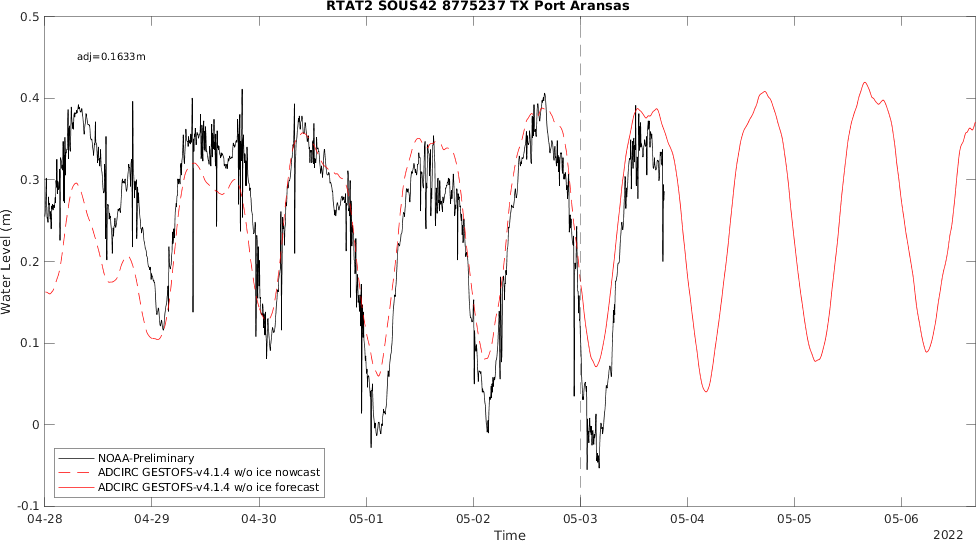 RTAT2 SOUS42 8775237 TX Port Aransas
adj=0.1633m
0.5
0.4
0.3
0.2
0.1
0
-0.1
Water Level (m)
NOAA-Preliminary
ADCIRC GESTOFS-v4.1.4 w/o ice nowcast
ADCIRC GESTOFS-v4.1.4 w/o ice forecast
04-28 04-29 04-30 05-01 05-02 05-03 05-04 05-05 05-06
Time
2022